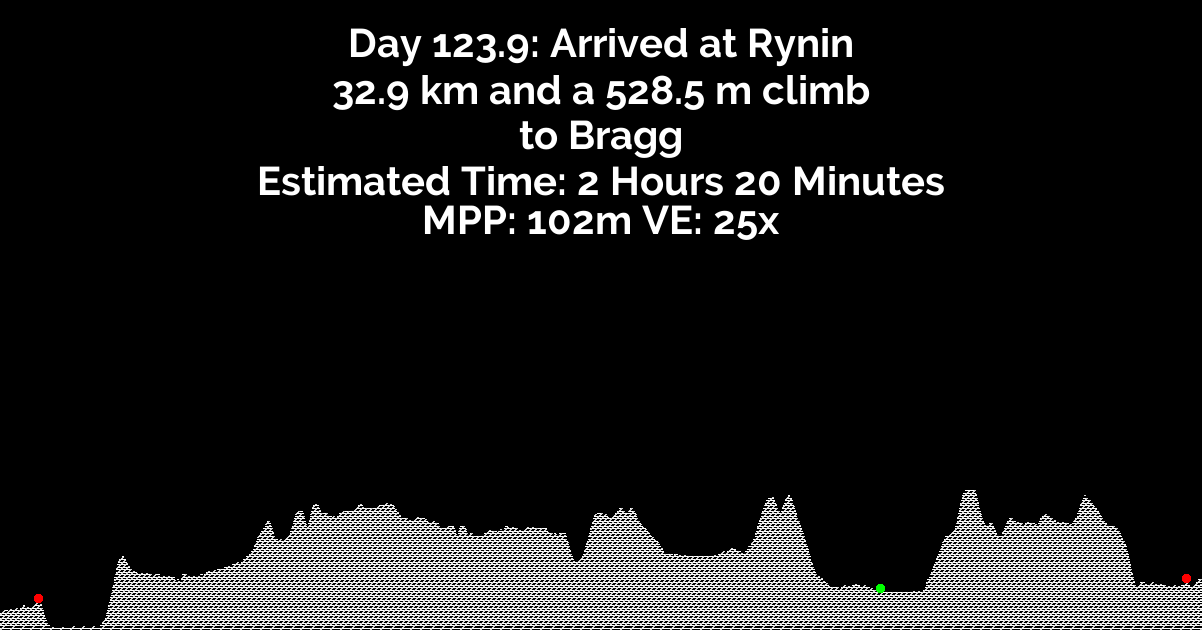 Day 123.9: Arrived at Rynin
32.9 km and a 528.5 m climb
to Bragg
Estimated Time: 2 Hours 20 Minutes
MPP: 102m VE: 25x